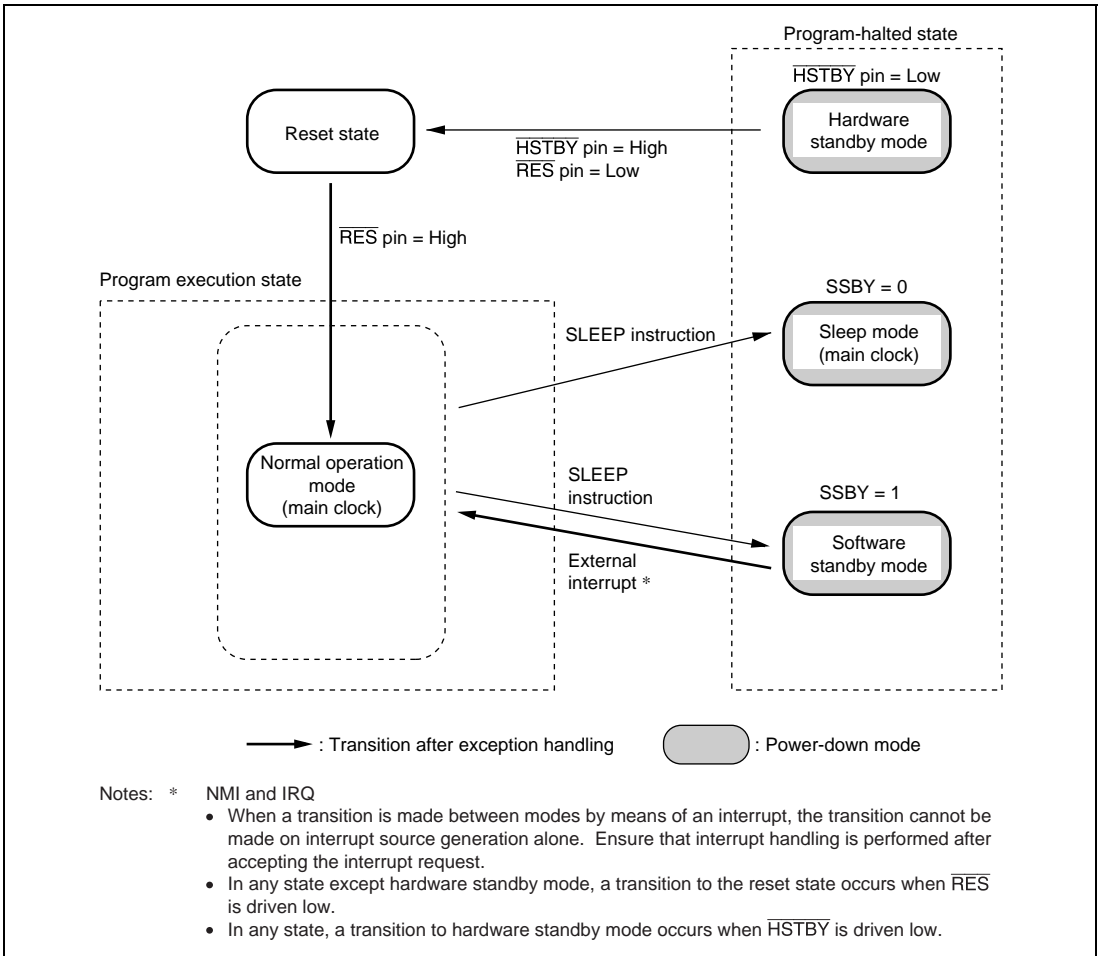 Program-halted state
H̅S̅T̅B̅Y̅ pin = Low
Hardware
standby mode
Reset state
H̅S̅T̅B̅Y̅ pin = High
R̅E̅S̅ pin = Low
R̅E̅S̅ pin = High
Program execution state
SSBY = 0
SLEEP instruction
Sleep mode
(main clock)
Normal operation
mode
(main clock)
SLEEP
instruction
SSBY = 1
Software
standby mode
External
interrupt *
: Transition after exception handling
: Power-down mode
Notes: * NMI and IRQ
• When a transition is made between modes by means of an interrupt, the transition cannot be
made on interrupt source generation alone. Ensure that interrupt handling is performed after
accepting the interrupt request.
• In any state except hardware standby mode, a transition to the reset state occurs when R̅E̅S̅
is driven low.
• In any state, a transition to hardware standby mode occurs when H̅S̅T̅B̅Y̅ is driven low.